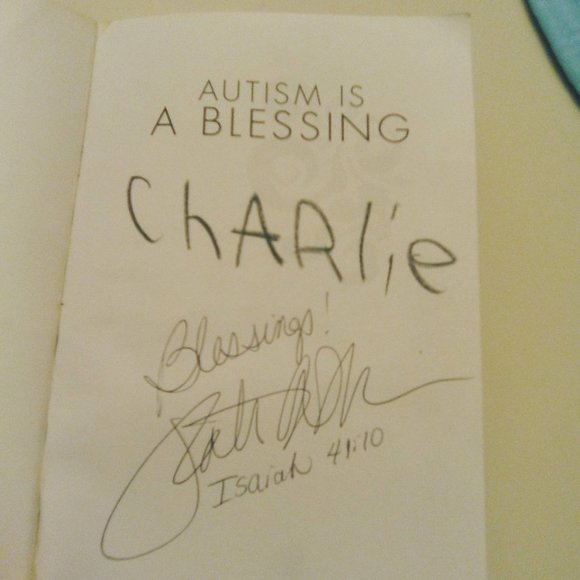 AUTISM IS
A BLESSING
ChARlie
Blessings!
Isaiah 41:10